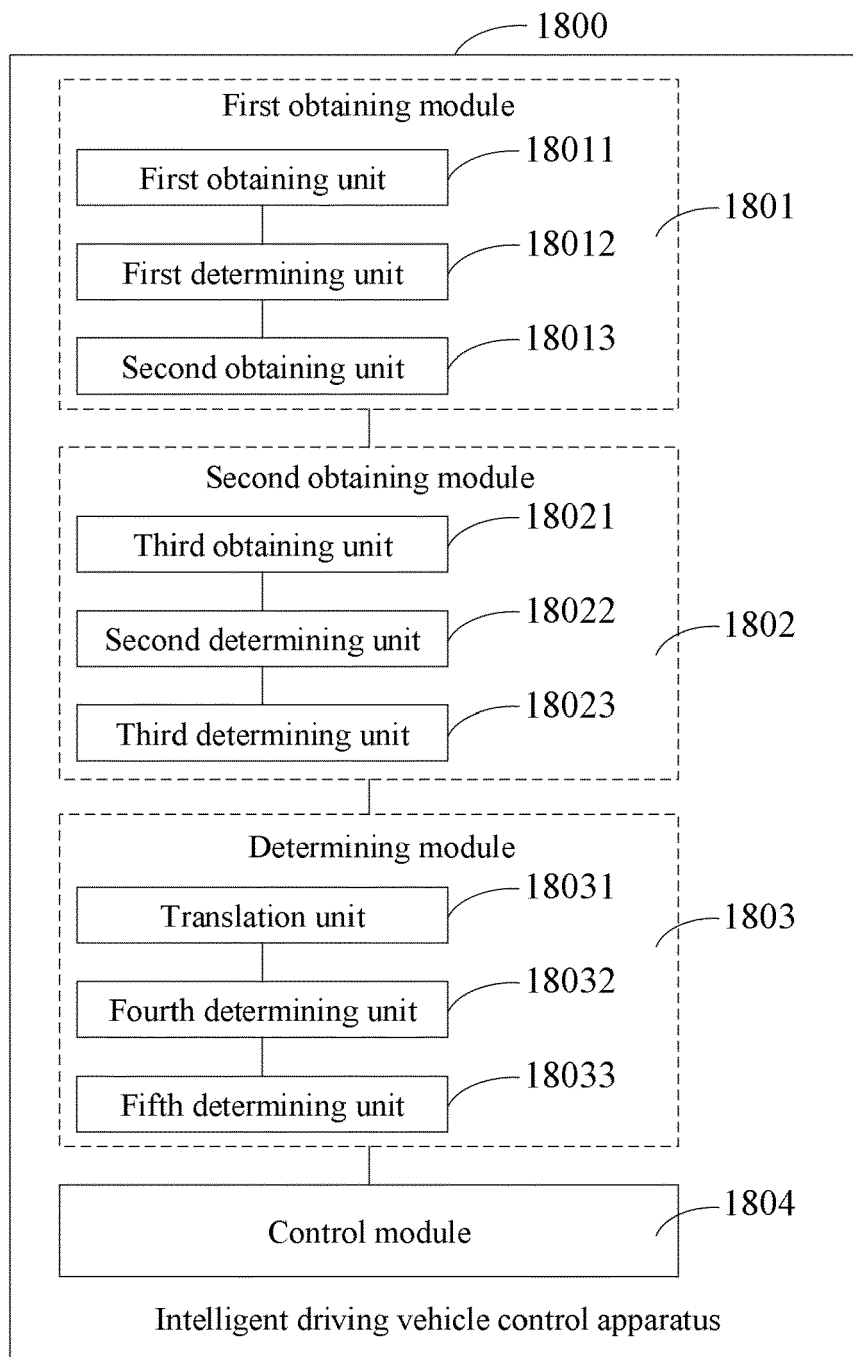 1800
First obtaining module
18011
First obtaining unit
1801
18012
First determining unit
18013
Second obtaining unit
Second obtaining module
18021
Third obtaining unit
18022
1802
Second determining unit
18023
Third determining unit
Determining module
18031
Translation unit
1803
18032
Fourth determining unit
18033
Fifth determining unit
1804
Control module
Intelligent driving vehicle control apparatus